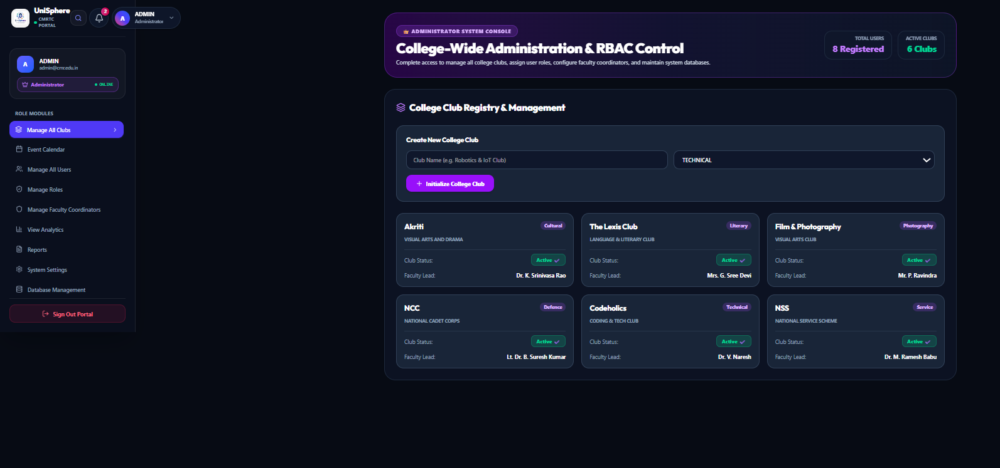 UniSphere
CMRTC
PORTAL
2
A
ADMIN
Administrator
A
ADMIN
admin@cmr.edu.in
Administrator
ONLINE
ROLE MODULES
Manage All Clubs
Event Calendar
Manage All Users
Manage Roles
Manage Faculty Coordinators
View Analytics
Reports
System Settings
Database Management
Sign Out Portal
ADMINISTRATOR SYSTEM CONSOLE
College-Wide Administration & RBAC Control
Complete access to manage all college clubs, assign user roles, configure faculty coordinators, and maintain system databases.
TOTAL USERS
8 Registered
ACTIVE CLUBS
6 Clubs
College Club Registry & Management
Create New College Club
Club Name (e.g. Robotics & IoT Club)
TECHNICAL
+ Initialize College Club
Akriti
Cultural
VISUAL ARTS AND DRAMA
Club Status:
Active ✓
Faculty Lead:
Dr. K. Srinivasa Rao
The Lexis Club
Literary
LANGUAGE & LITERARY CLUB
Club Status:
Active ✓
Faculty Lead:
Mrs. G. Sree Devi
Film & Photography
Photography
VISUAL ARTS CLUB
Club Status:
Active ✓
Faculty Lead:
Mr. P. Ravindra
NCC
Defence
NATIONAL CADET CORPS
Club Status:
Active ✓
Faculty Lead:
Lt. Dr. B. Suresh Kumar
Codeholics
Technical
CODING & TECH CLUB
Club Status:
Active ✓
Faculty Lead:
Dr. V. Naresh
NSS
Service
NATIONAL SERVICE SCHEME
Club Status:
Active ✓
Faculty Lead:
Dr. M. Ramesh Babu